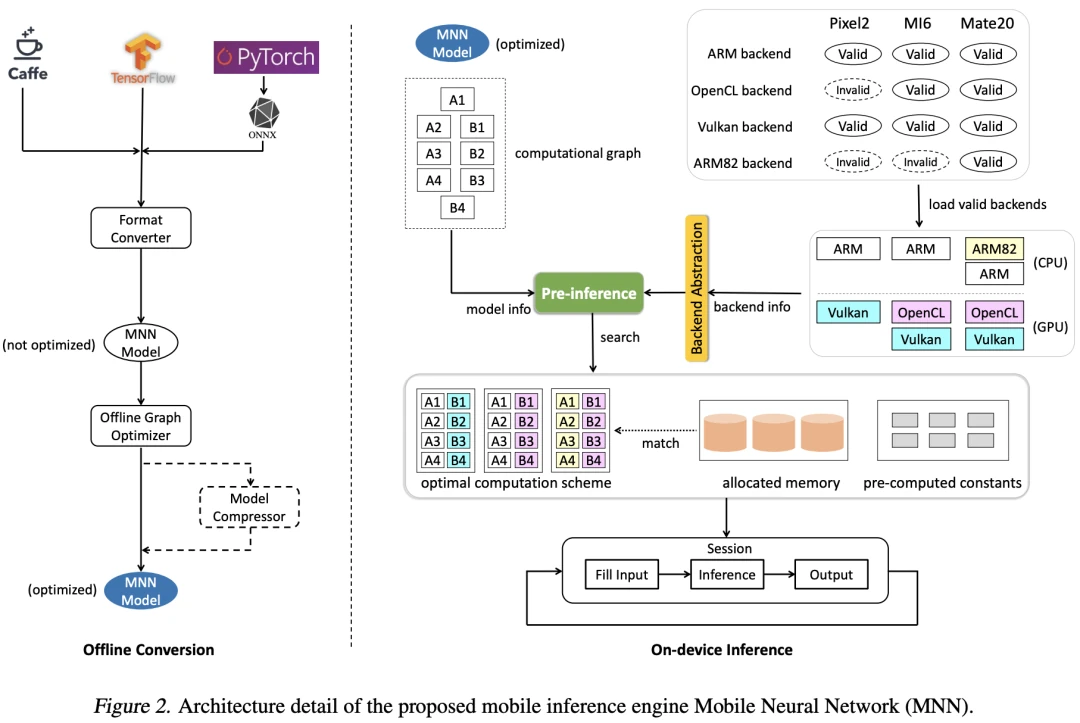 Caffe
TensorFlow
PyTorch
ONNX
Format
Converter
(not optimized)
MNN
Model
Offline Graph
Optimizer
Model
Compressor
(optimized)
MNN
Model
Offline Conversion
MNN
Model
(optimized)
A1
A2 B1
A3 B2
A4 B3
B4
computational graph
Pixel2 MI6 Mate20
ARM backend Valid Valid Valid
OpenCL backend Invalid Valid Valid
Vulkan backend Valid Valid Valid
ARM82 backend Invalid Invalid Valid
load valid backends
ARM ARM ARM82
ARM
(CPU)
Vulkan OpenCL OpenCL
Vulkan Vulkan
(GPU)
backend info
Backend Abstraction
Pre-inference
model info
search
A1 B1 A1 B1 A1 B1
A2 B2 A2 B2 A2 B2
A3 B3 A3 B3 A3 B3
A4 B4 A4 B4 A4 B4
optimal computation scheme
match
allocated memory
pre-computed constants
Session
Fill Input Inference Output
On-device Inference
Figure 2. Architecture detail of the proposed mobile inference engine Mobile Neural Network (MNN).